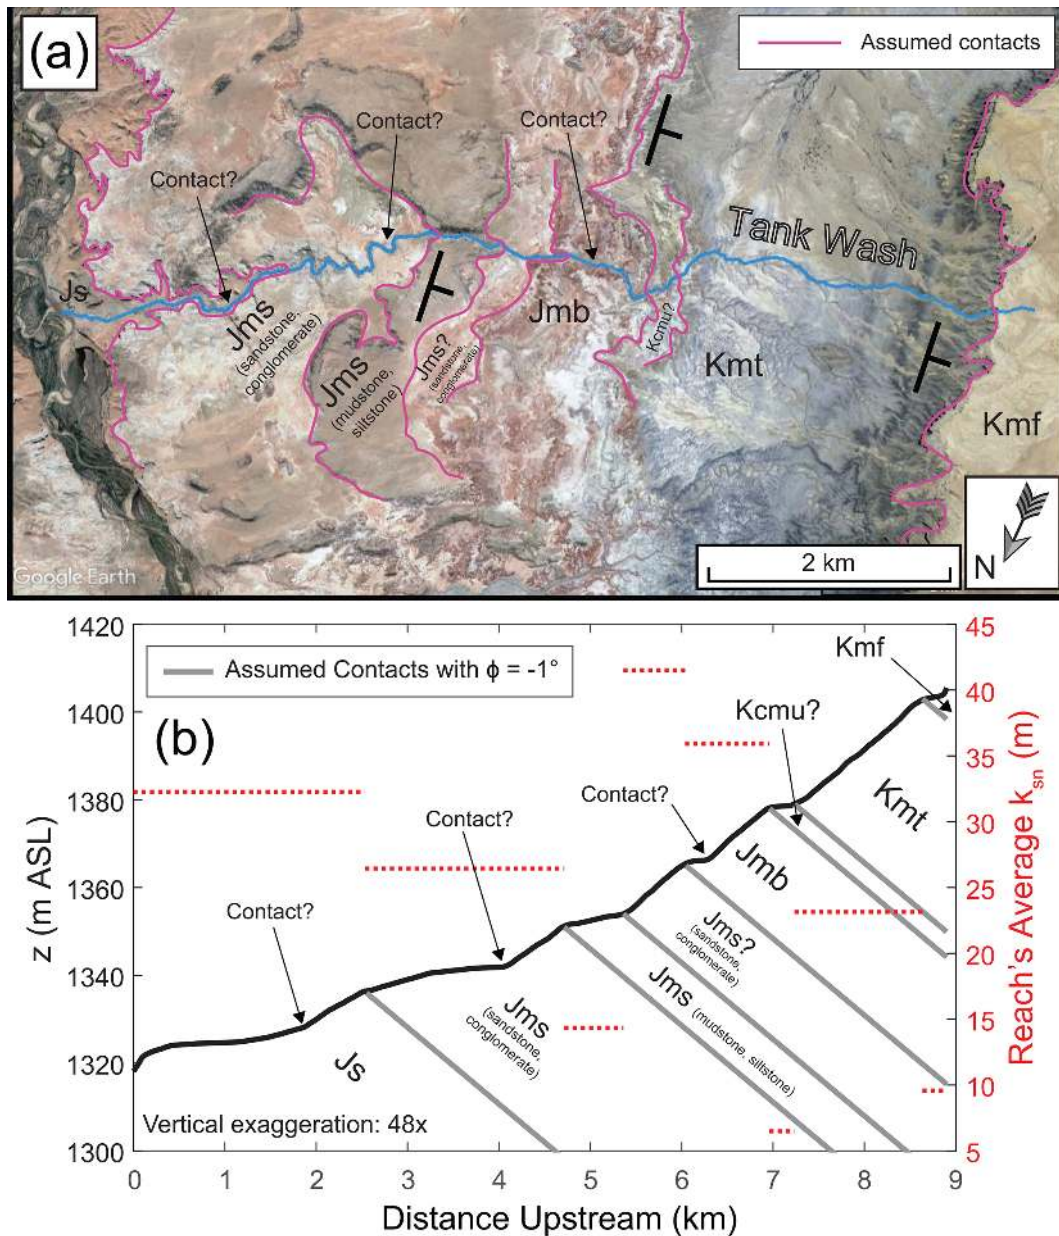 (a)
Assumed contacts
Contact?
Contact?
Contact?
Tank Wash
Js
Jms
(sandstone,
conglomerate)
Jms
(mudstone,
siltstone)
Jms?
(sandstone,
conglomerate)
Jmb
Kcmu?
Kmt
Kmf
Google Earth
2 km
N
1420
1400
1380
1360
1340
1320
1300
z (m ASL)
Assumed Contacts with ϕ = -1°
(b)
Kmf
Kcmu?
Contact?
Contact?
Contact?
Kmt
Jmb
Jms?
(sandstone,
conglomerate)
Jms (mudstone, siltstone)
Jms
(sandstone,
conglomerate)
Js
Vertical exaggeration: 48x
45
40
35
30
25
20
15
10
5
Reach's Average k_sn (m)
0 1 2 3 4 5 6 7 8 9
Distance Upstream (km)